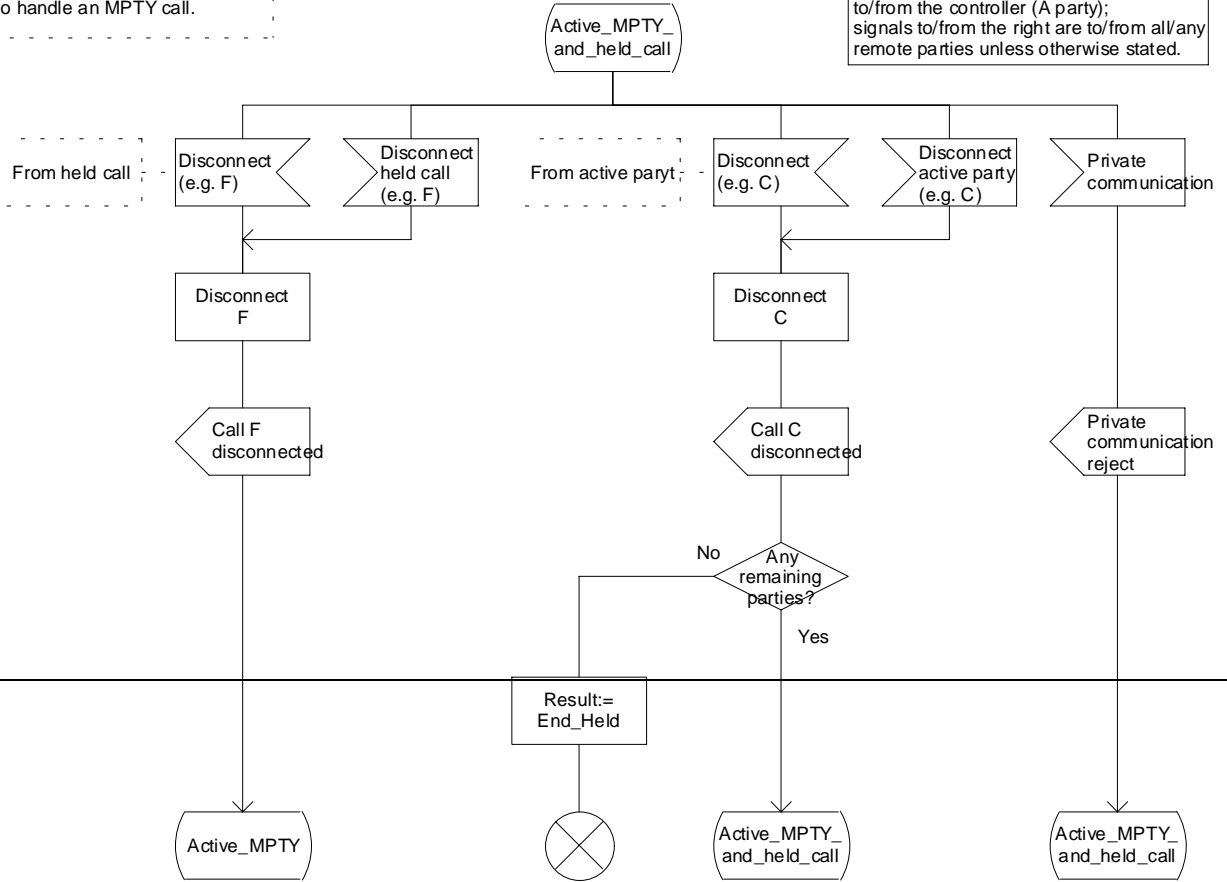 o handle an MPTY call.
Active_MPTY_
and_held_call
to/from the controller (A party);
signals to/from the right are to/from all/any
remote parties unless otherwise stated.
From held call
Disconnect
(e.g. F)
Disconnect
held call
(e.g. F)
From active paryt
Disconnect
(e.g. C)
Disconnect
active party
(e.g. C)
Private
communication
Disconnect
F
Disconnect
C
Call F
disconnected
Call C
disconnected
Private
communication
reject
No
Any
remaining
parties?
Yes
Result:=
End_Held
Active_MPTY
Active_MPTY_
and_held_call
Active_MPTY_
and_held_call